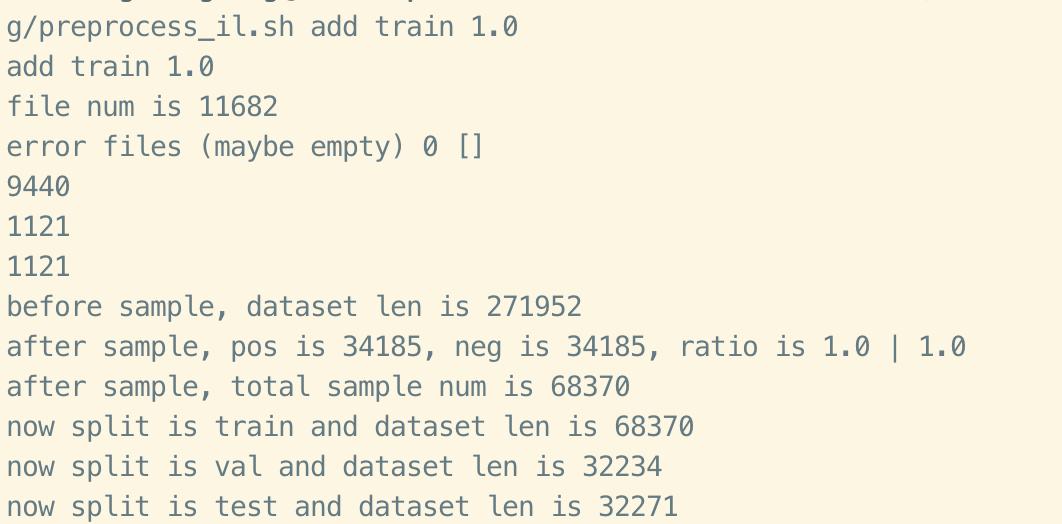 g/preprocess_il.sh add train 1.0
add train 1.0
file num is 11682
error files (maybe empty) 0 []
9440
1121
1121
before sample, dataset len is 271952
after sample, pos is 34185, neg is 34185, ratio is 1.0 | 1.0
after sample, total sample num is 68370
now split is train and dataset len is 68370
now split is val and dataset len is 32234
now split is test and dataset len is 32271